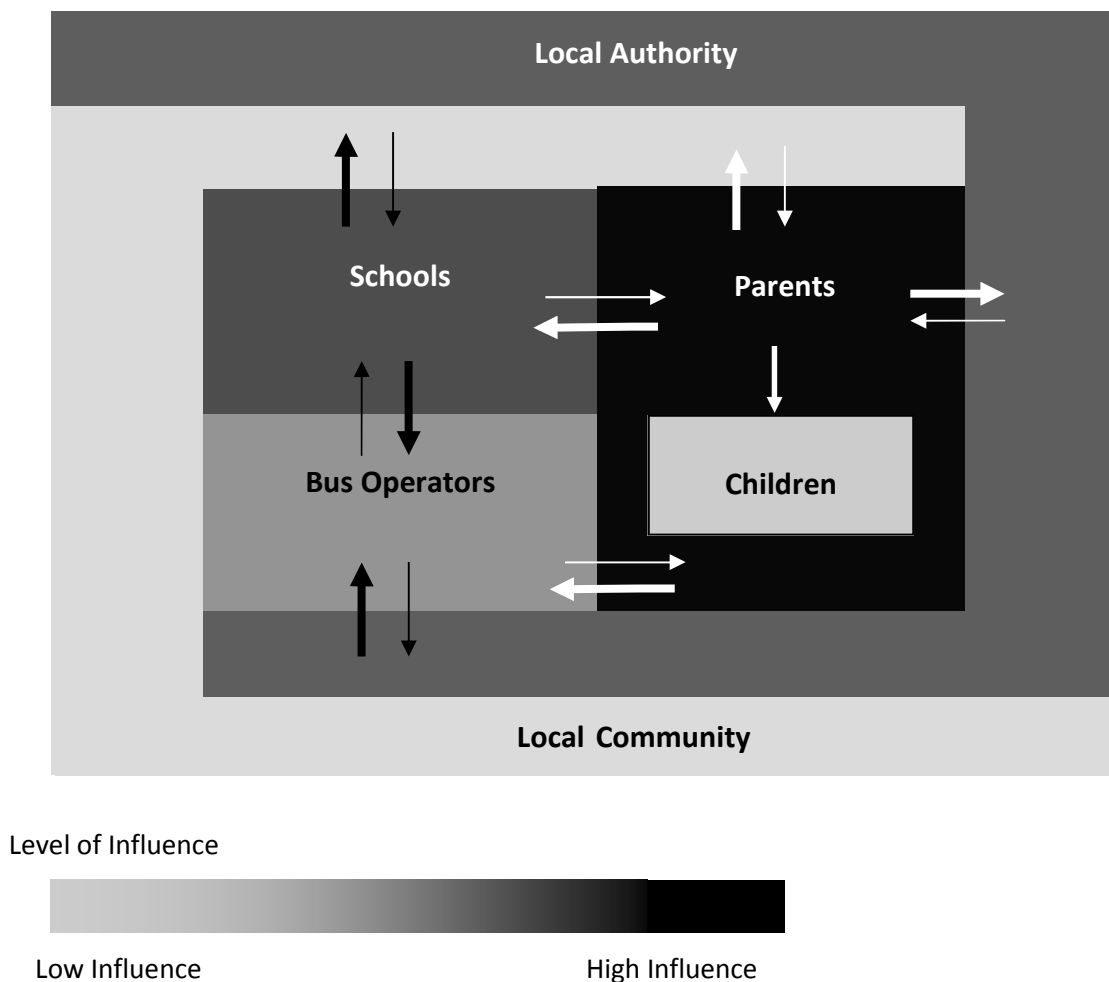 Local Authority
Schools
Parents
Bus Operators
Children
Local Community
Level of Influence
Low Influence
High Influence